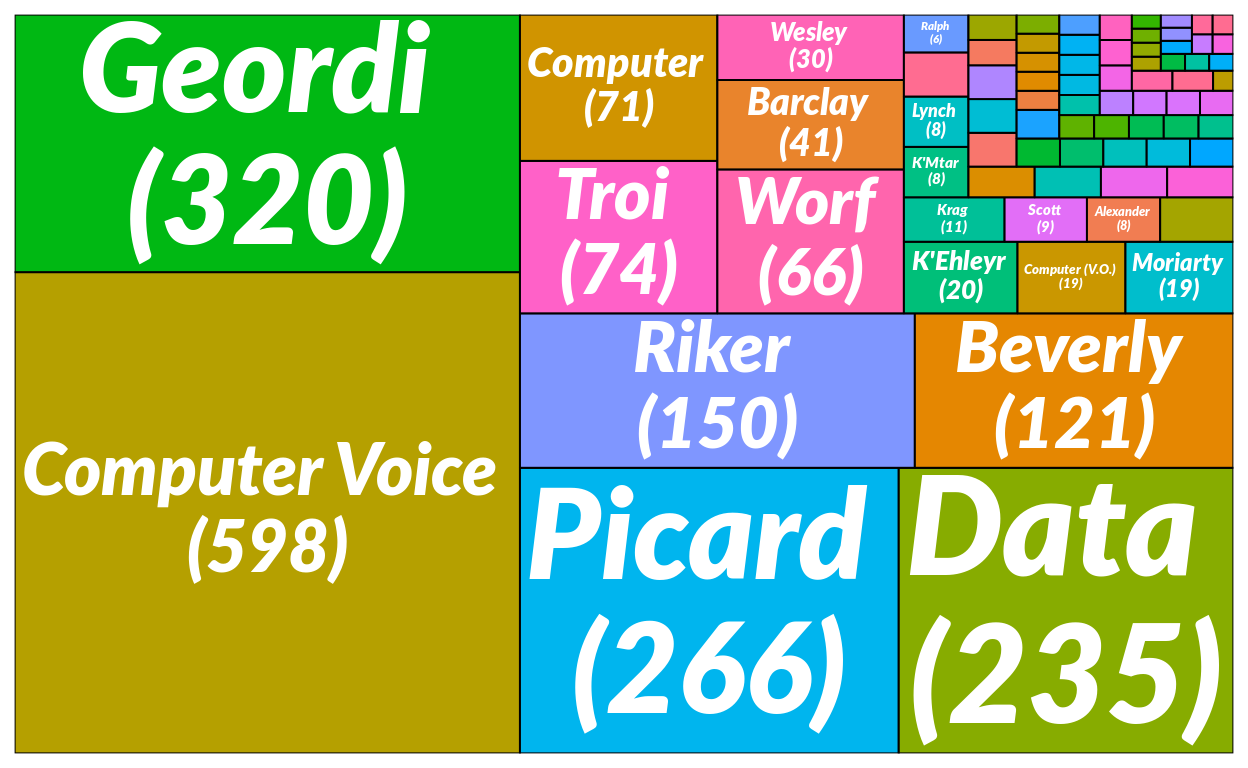 Geordi
(320)
Computer Voice
(598)
Computer
(71)
Troi
(74)
Wesley
(30)
Barclay
(41)
Worf
(66)
Ralph
(6)
Lynch
(8)
K'Mtar
(8)
Krag
(11)
Scott
(9)
Alexander
(8)
K'Ehleyr
(20)
Computer (V.O.)
(19)
Moriarty
(19)
Riker
(150)
Beverly
(121)
Picard
(266)
Data
(235)